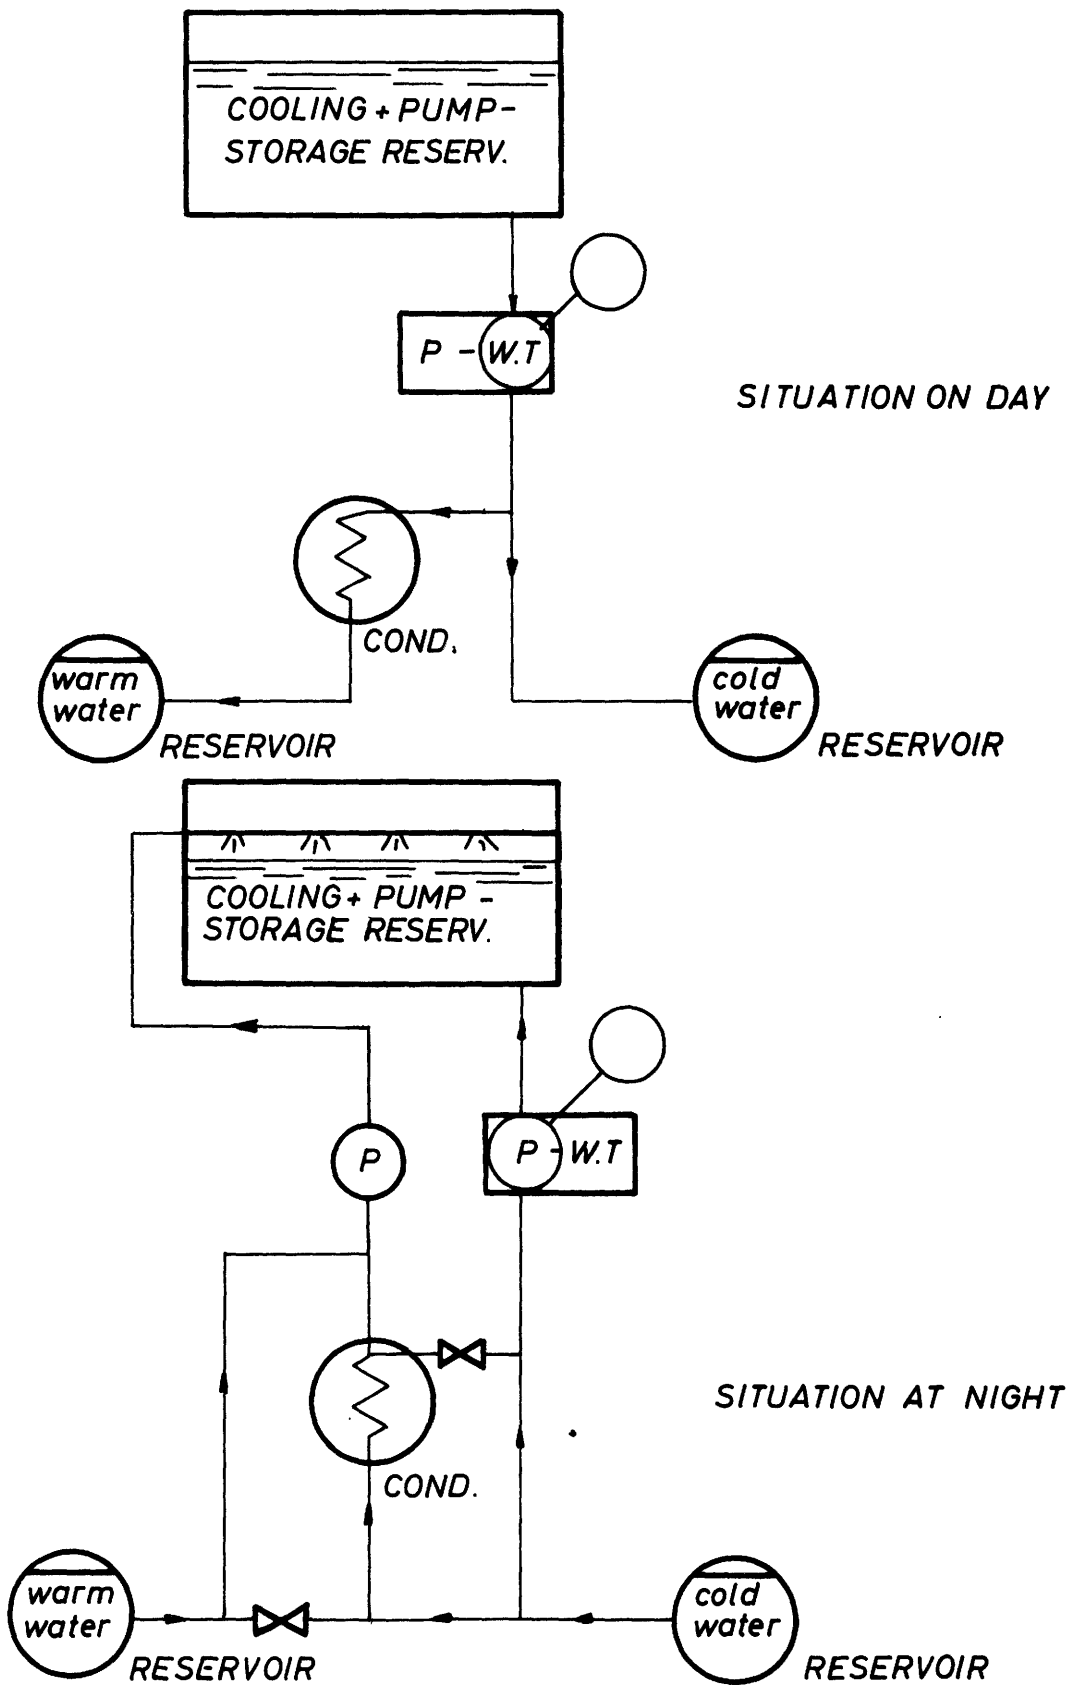 COOLING + PUMP-
STORAGE RESERV.
P - W.T
SITUATION ON DAY
COND.
warm
water
RESERVOIR
cold
water
RESERVOIR
COOLING + PUMP -
STORAGE RESERV.
P
P - W.T
SITUATION AT NIGHT
COND.
warm
water
RESERVOIR
cold
water
RESERVOIR